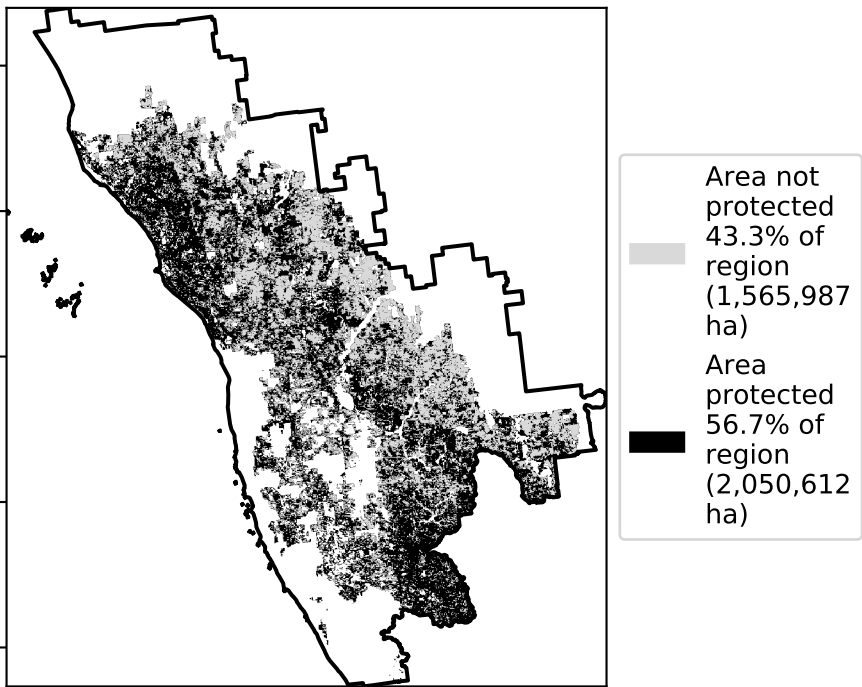 Area not
protected
43.3% of
region
(1,565,987
ha)
Area
protected
56.7% of
region
(2,050,612
ha)